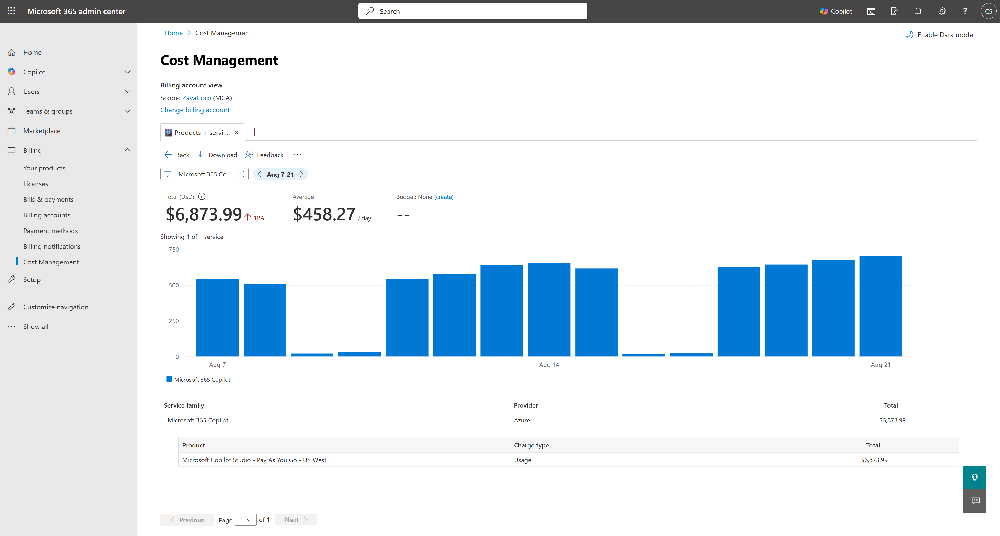 Microsoft 365 admin center
Search
Copilot
?
CS
Home
Copilot
Users
Teams & groups
Marketplace
Billing
Your products
Licenses
Bills & payments
Billing accounts
Payment methods
Billing notifications
Cost Management
Setup
Customize navigation
Show all
Home > Cost Management
Enable Dark mode
Cost Management
Billing account view
Scope: ZavaCorp (MCA)
Change billing account
Products + servi...
Back Download Feedback
Microsoft 365 Co... Aug 7-21
Total (USD) Average Budget: None (create)
$6,873.99 11% $458.27 / day --
Showing 1 of 1 service
750
500
250
0
Aug 7 Aug 14 Aug 21
Microsoft 365 Copilot
Service family Provider Total
Microsoft 365 Copilot Azure $6,873.99
Product Charge type Total
Microsoft Copilot Studio - Pay As You Go - US West Usage $6,873.99
Previous Page 1 of 1 Next